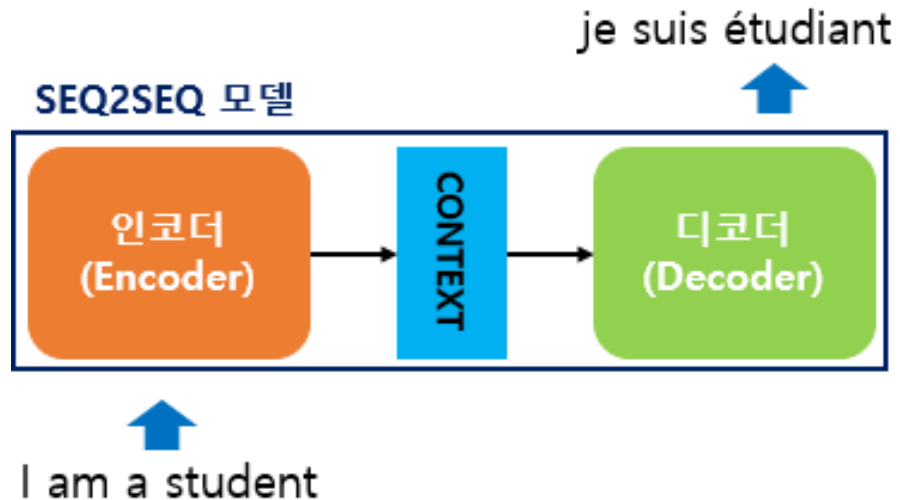 je suis étudiant
SEQ2SEQ 모델
인코더
(Encoder)
CONTEXT
디코더
(Decoder)
I am a student